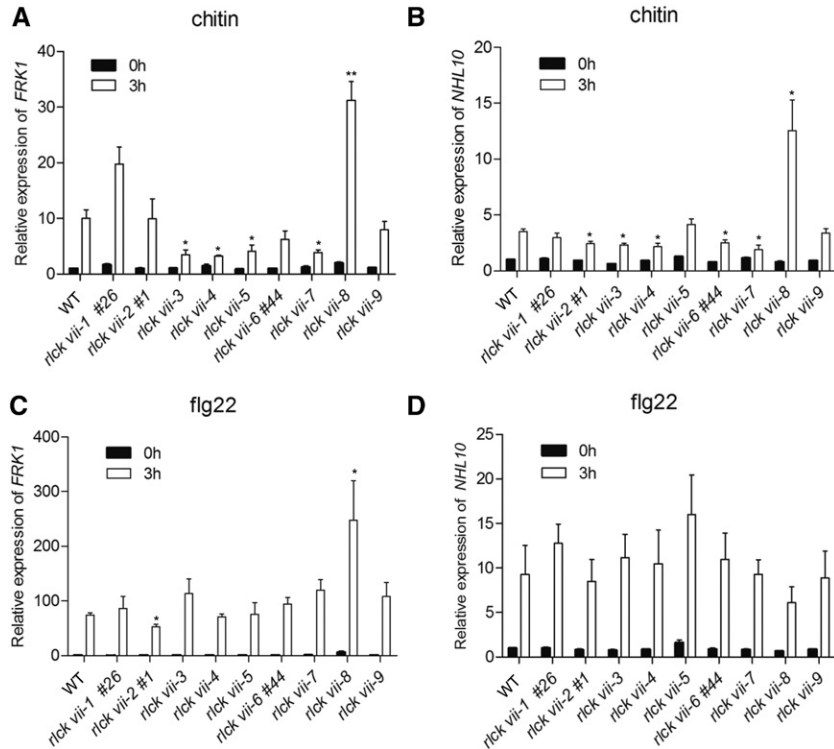 A
chitin
Relative expression of FRK1
40
30
20
10
0
0h
3h
*
*
*
*
**
WT
rlck vii-1 #26
rlck vii-2 #1
rlck vii-3
rlck vii-4
rlck vii-5
rlck vii-6 #44
rlck vii-7
rlck vii-8
rlck vii-9
B
chitin
Relative expression of NHL10
20
15
10
5
0
0h
3h
*
*
*
*
*
*
WT
rlck vii-1 #26
rlck vii-2 #1
rlck vii-3
rlck vii-4
rlck vii-5
rlck vii-6 #44
rlck vii-7
rlck vii-8
rlck vii-9
C
flg22
Relative expression of FRK1
400
300
200
100
0
0h
3h
*
*
WT
rlck vii-1 #26
rlck vii-2 #1
rlck vii-3
rlck vii-4
rlck vii-5
rlck vii-6 #44
rlck vii-7
rlck vii-8
rlck vii-9
D
flg22
Relative expression of NHL10
25
20
15
10
5
0
0h
3h
WT
rlck vii-1 #26
rlck vii-2 #1
rlck vii-3
rlck vii-4
rlck vii-5
rlck vii-6 #44
rlck vii-7
rlck vii-8
rlck vii-9